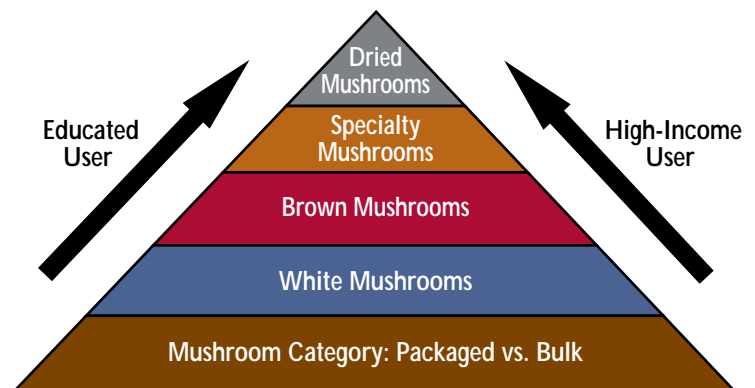 Dried
Mushrooms
Educated
User
High-Income
User
Specialty
Mushrooms
Brown Mushrooms
White Mushrooms
Mushroom Category: Packaged vs. Bulk